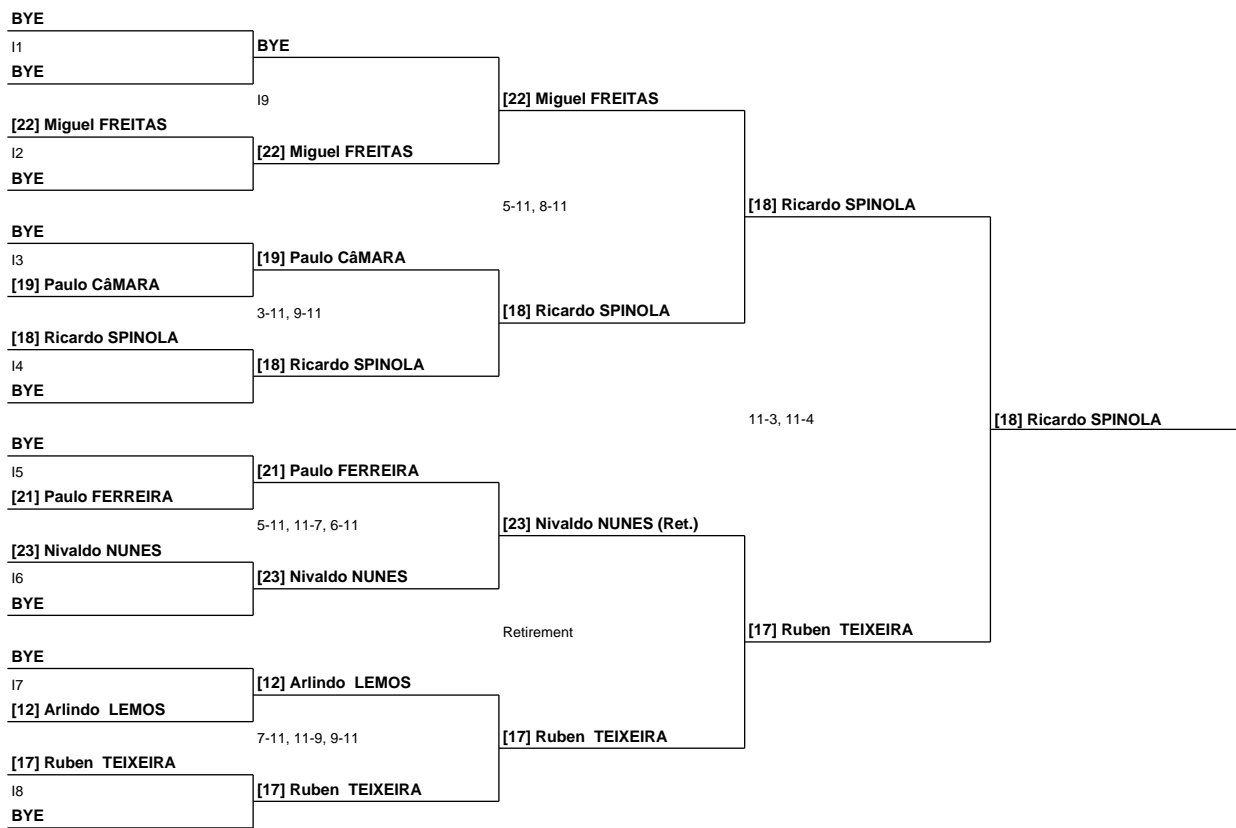 BYE
I1
BYE
BYE
I9
[22] Miguel FREITAS
[22] Miguel FREITAS
I2
[22] Miguel FREITAS
BYE
5-11, 8-11
[18] Ricardo SPINOLA
BYE
I3
[19] Paulo CâMARA
[19] Paulo CâMARA
3-11, 9-11
[18] Ricardo SPINOLA
[18] Ricardo SPINOLA
I4
[18] Ricardo SPINOLA
BYE
11-3, 11-4
[18] Ricardo SPINOLA
BYE
I5
[21] Paulo FERREIRA
[21] Paulo FERREIRA
5-11, 11-7, 6-11
[23] Nivaldo NUNES (Ret.)
[23] Nivaldo NUNES
I6
[23] Nivaldo NUNES
BYE
Retirement
[17] Ruben  TEIXEIRA
BYE
I7
[12] Arlindo  LEMOS
[12] Arlindo  LEMOS
7-11, 11-9, 9-11
[17] Ruben  TEIXEIRA
[17] Ruben  TEIXEIRA
I8
[17] Ruben  TEIXEIRA
BYE